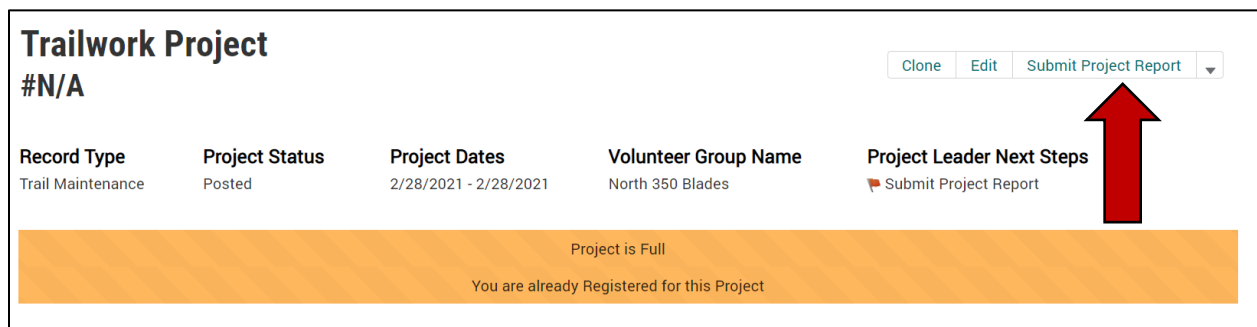 Trailwork Project
#N/A
Clone Edit Submit Project Report
Record Type Project Status Project Dates Volunteer Group Name Project Leader Next Steps
Trail Maintenance Posted 2/28/2021 - 2/28/2021 North 350 Blades Submit Project Report
Project is Full
You are already Registered for this Project